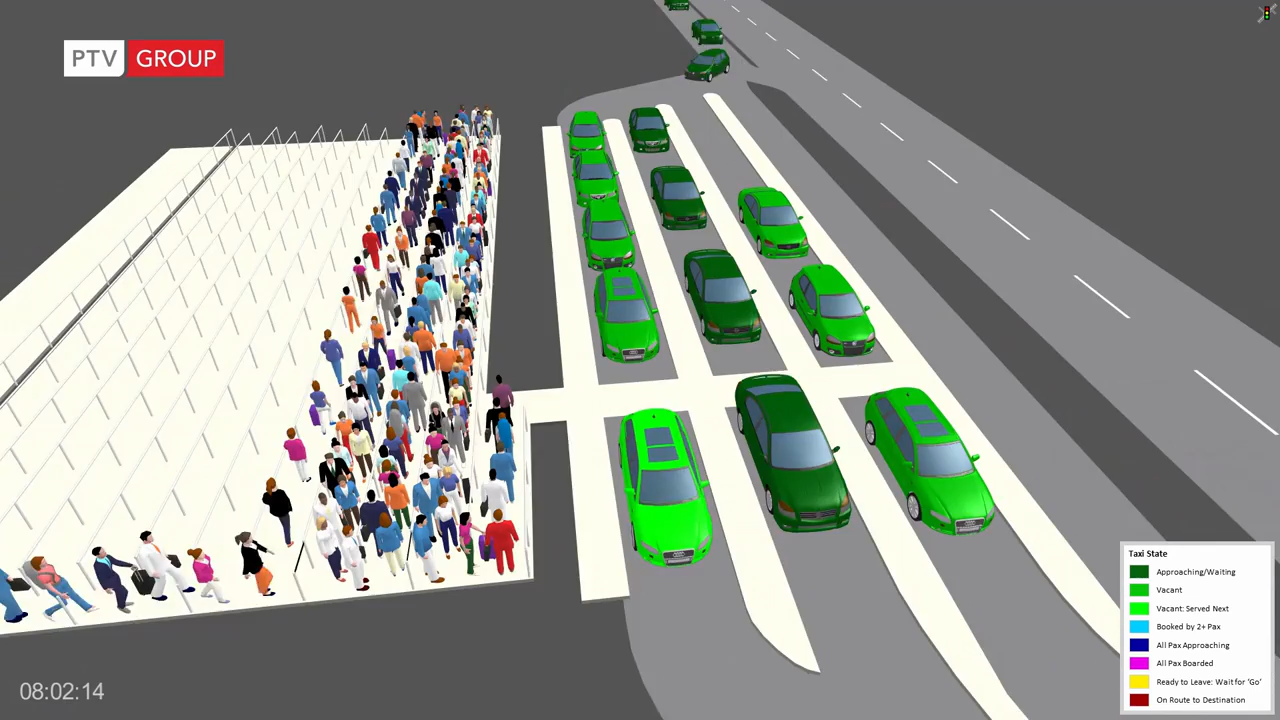 PTV GROUP
Taxi State
Approaching/Waiting
Vacant
Vacant: Served Next
Booked by 2+ Pax
All Pax Approaching
All Pax Boarded
Ready to Leave: Wait for 'Go'
On Route to Destination
08:02:14